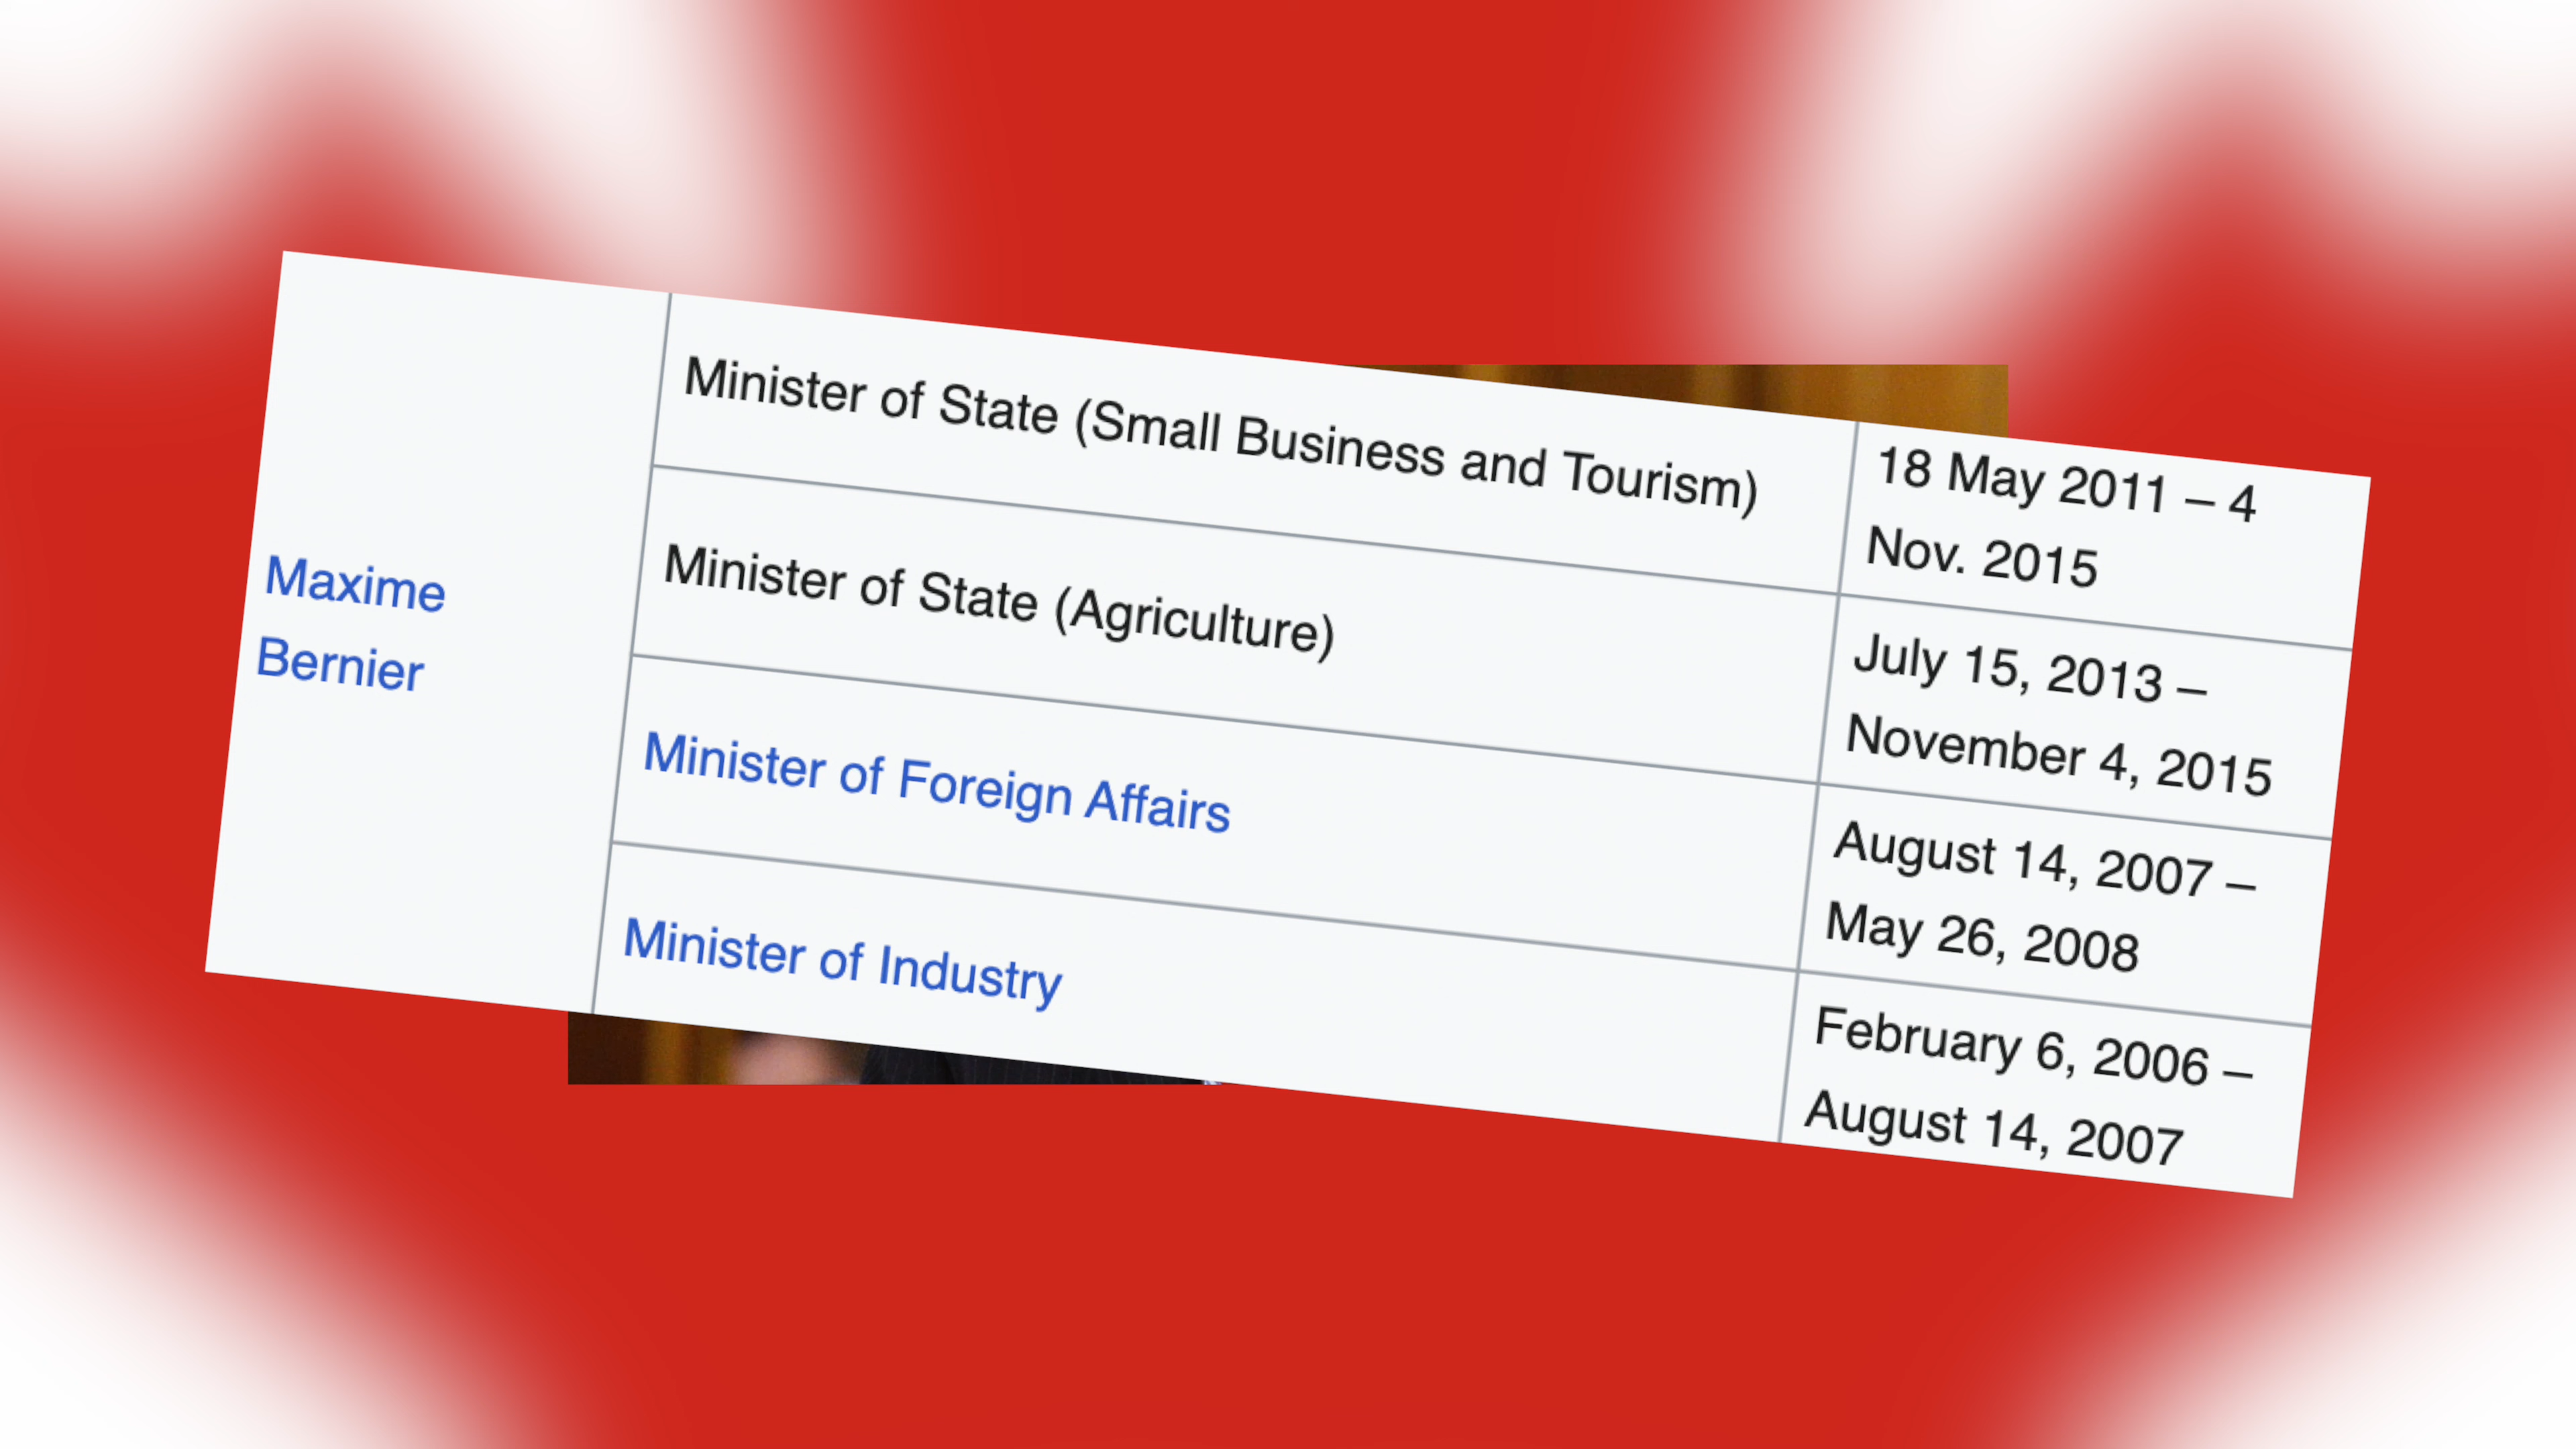 Maxime
Bernier
Minister of State (Small Business and Tourism)
18 May 2011 – 4
Nov. 2015
Minister of State (Agriculture)
July 15, 2013 –
November 4, 2015
Minister of Foreign Affairs
August 14, 2007 –
May 26, 2008
Minister of Industry
February 6, 2006 –
August 14, 2007